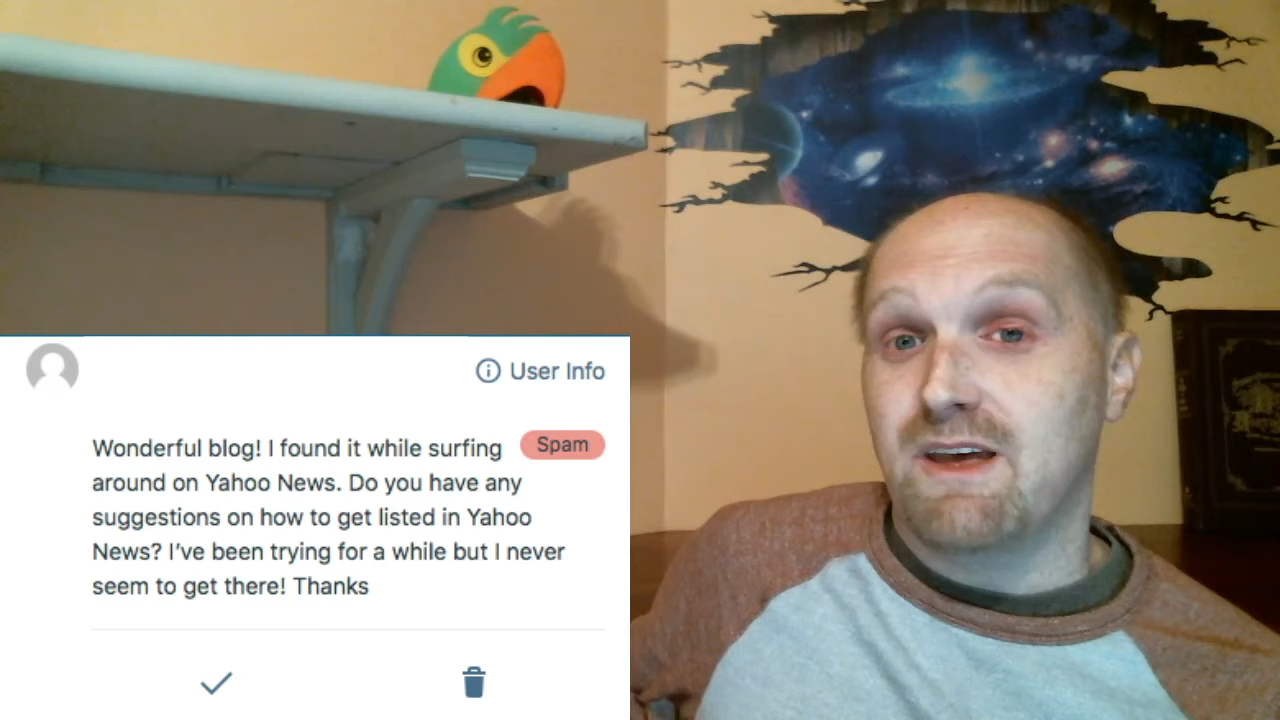 User Info
Wonderful blog! I found it while surfing
Spam
around on Yahoo News. Do you have any
suggestions on how to get listed in Yahoo
News? I've been trying for a while but I never
seem to get there! Thanks